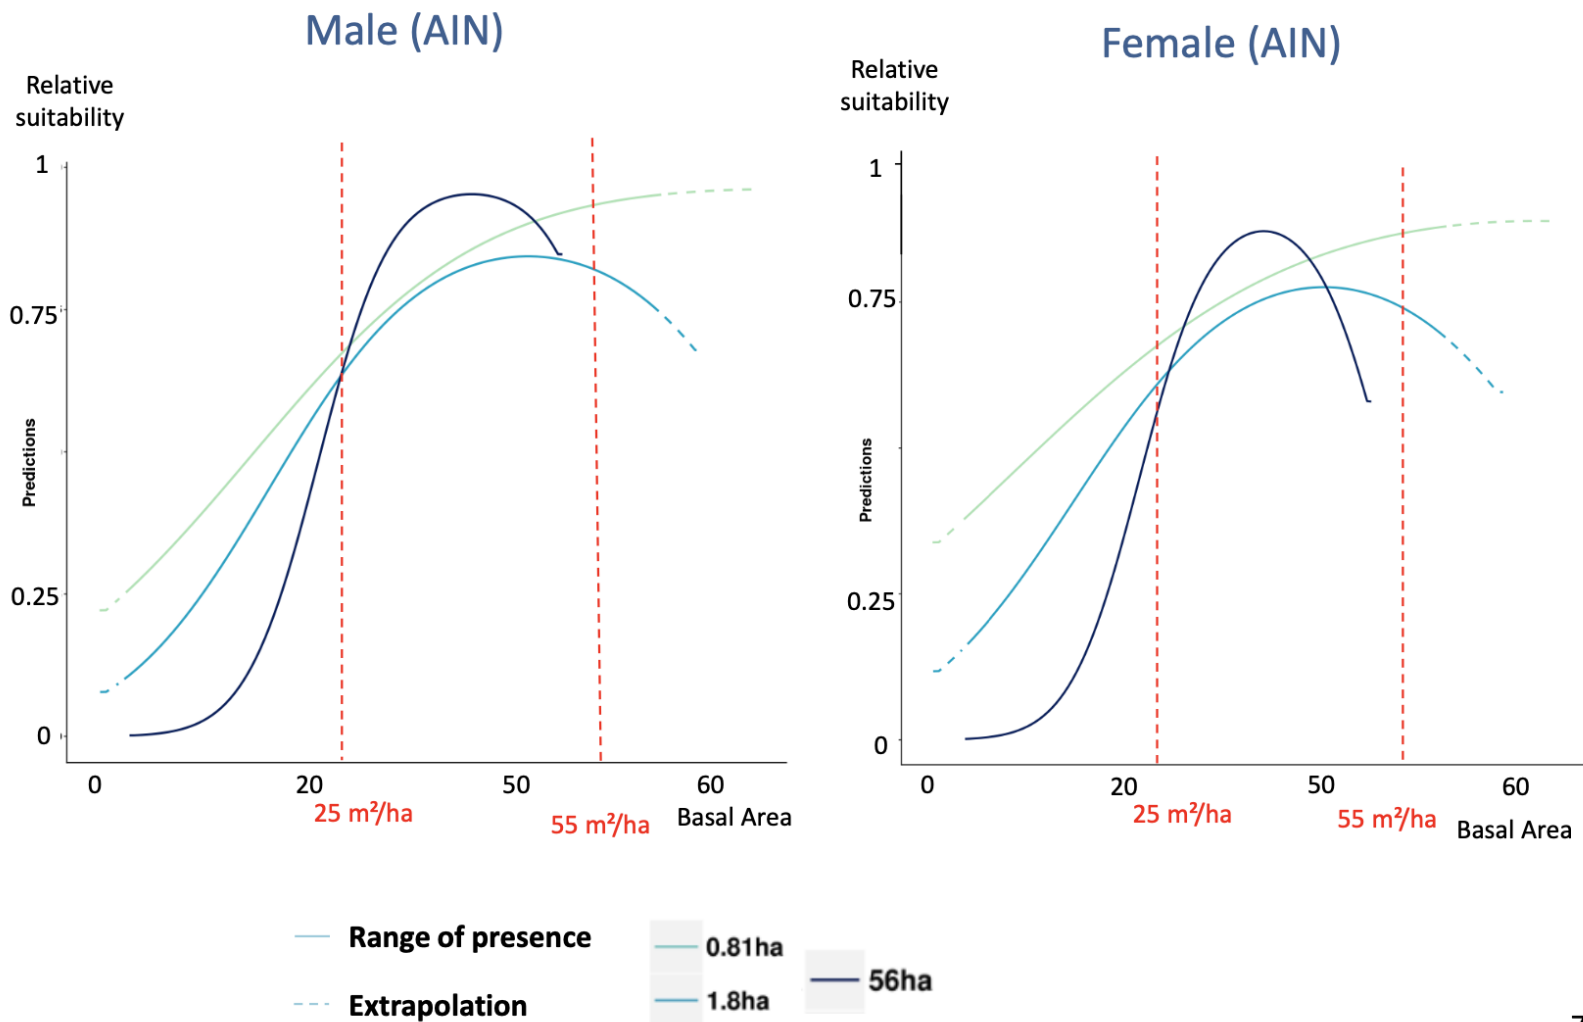 Male (AIN)
Relative
suitability
1
0.75
Predictions
0.25
0
0
20
50
60
25 m²/ha
55 m²/ha
Basal Area
Female (AIN)
Relative
suitability
1
0.75
Predictions
0.25
0
0
20
50
60
25 m²/ha
55 m²/ha
Basal Area
Range of presence
Extrapolation
0.81ha
1.8ha
56ha